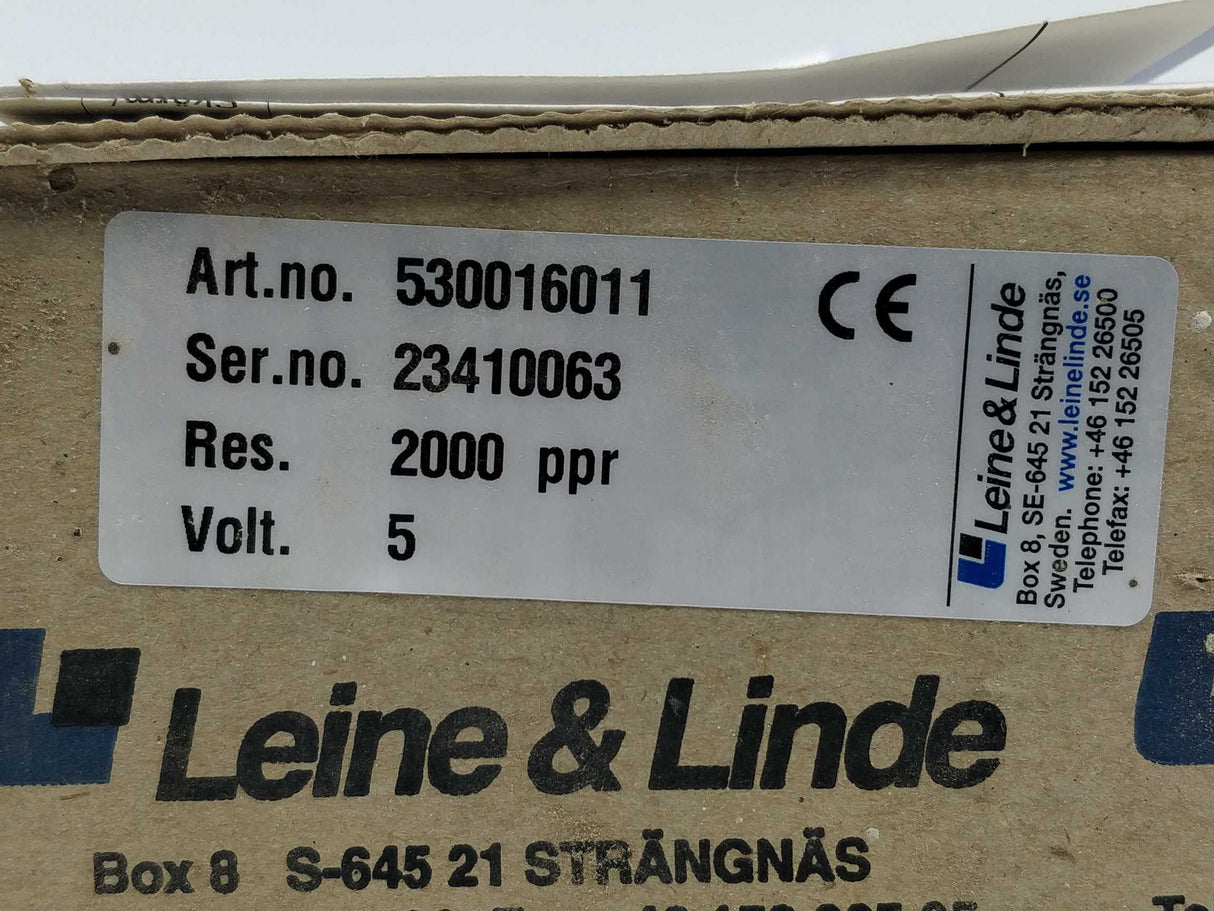 Art.no. 530016011
Ser.no. 23410063
Res. 2000 ppr
Volt. 5
CE
Leine & Linde
Box 8, SE-645 21 Strängnäs,
Sweden. www.leinelinde.se
Telephone: +46 152 26500
Telefax: +46 152 26505
Leine & Linde
Box 8 S-645 21 STRÄNGNÄS